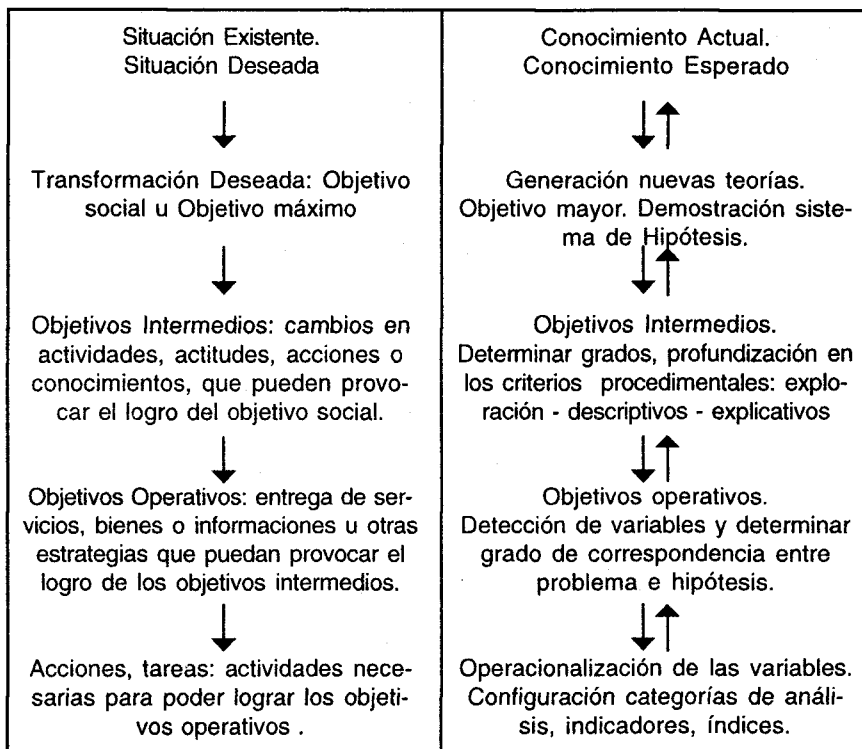 Situación Existente.
Situación Deseada
Transformación Deseada: Objetivo
social u Objetivo máximo
Objetivos Intermedios: cambios en
actividades, actitudes, acciones o
conocimientos, que pueden provo-
car el logro del objetivo social.
Objetivos Operativos: entrega de ser-
vicios, bienes o informaciones u otras
estrategias que puedan provocar el
logro de los objetivos intermedios.
Acciones, tareas: actividades nece-
sarias para poder lograr los objeti-
vos operativos .
Conocimiento Actual.
Conocimiento Esperado
Generación nuevas teorías.
Objetivo mayor. Demostración siste-
ma de Hipótesis.
Objetivos Intermedios.
Determinar grados, profundización en
los criterios procedimentales: explo-
ración - descriptivos - explicativos
Objetivos operativos.
Detección de variables y determinar
grado de correspondencia entre
problema e hipótesis.
Operacionalización de las variables.
Configuración categorías de análi-
sis, indicadores, índices.